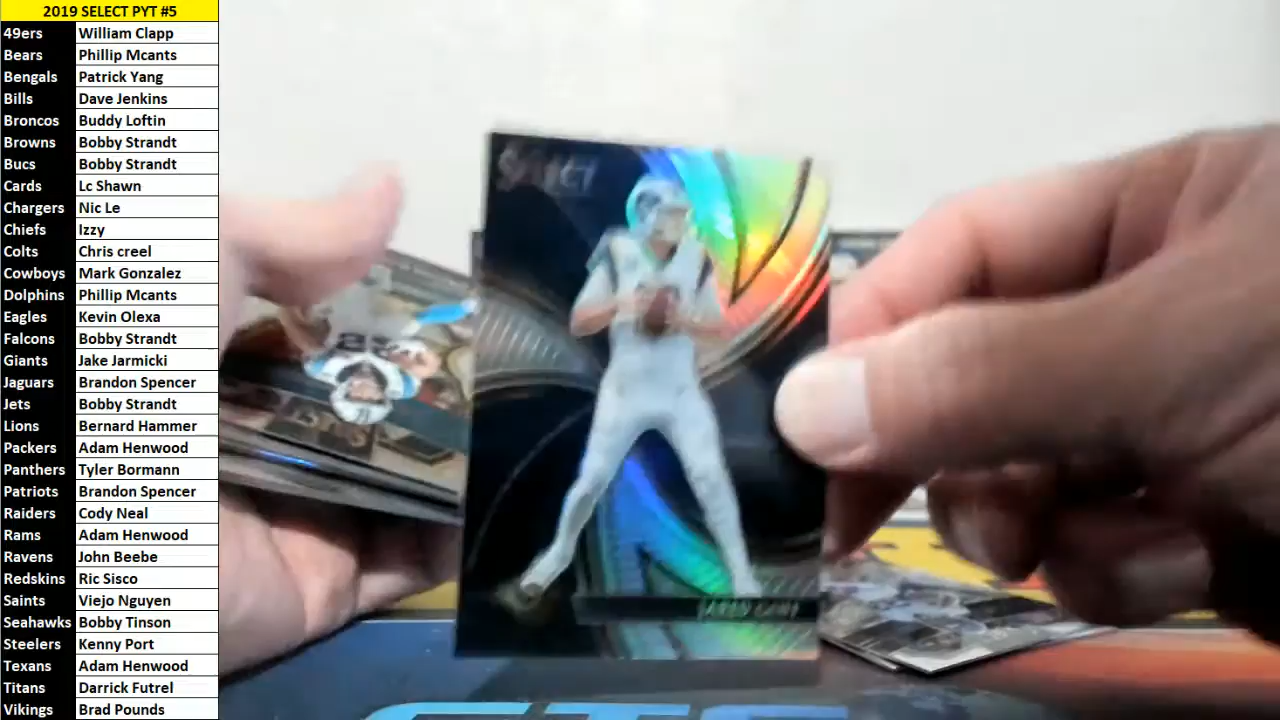 2019 SELECT PYT #5
49ers William Clapp
Bears Phillip Mcants
Bengals Patrick Yang
Bills Dave Jenkins
Broncos Buddy Loftin
Browns Bobby Strandt
Bucs Bobby Strandt
Cards Lc Shawn
Chargers Nic Le
Chiefs Izzy
Colts Chris creel
Cowboys Mark Gonzalez
Dolphins Phillip Mcants
Eagles Kevin Olexa
Falcons Bobby Strandt
Giants Jake Jarmicki
Jaguars Brandon Spencer
Jets Bobby Strandt
Lions Bernard Hammer
Packers Adam Henwood
Panthers Tyler Bormann
Patriots Brandon Spencer
Raiders Cody Neal
Rams Adam Henwood
Ravens John Beebe
Redskins Ric Sisco
Saints Viejo Nguyen
Seahawks Bobby Tinson
Steelers Kenny Port
Texans Adam Henwood
Titans Darrick Futrel
Vikings Brad Pounds
SELECT
JARED GOFF